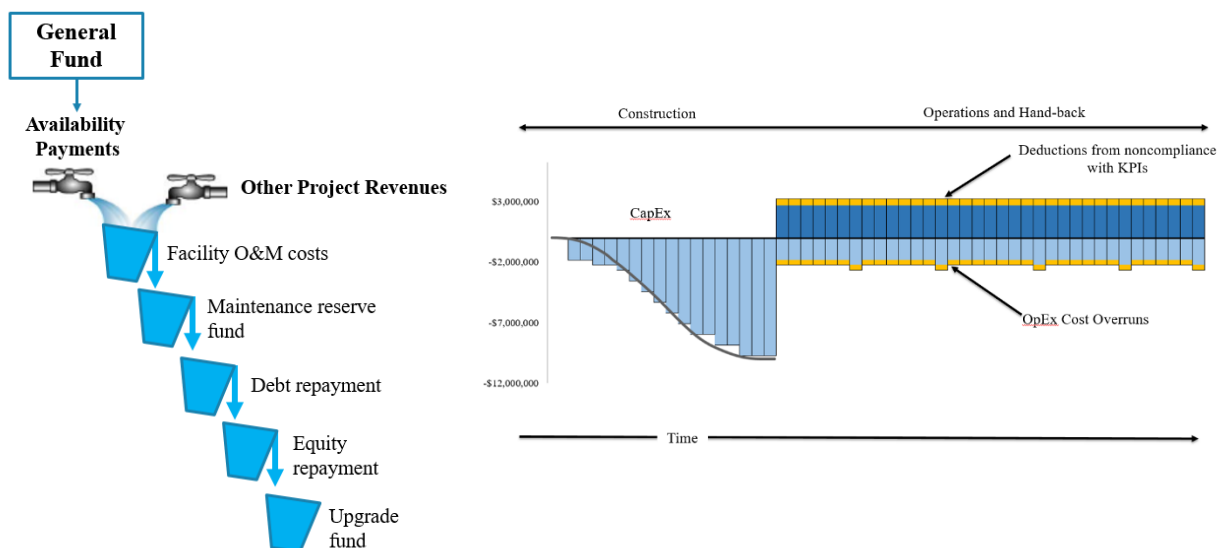 General
Fund
Availability
Payments
Other Project Revenues
Facility O&M costs
Maintenance reserve
fund
Debt repayment
Equity
repayment
Upgrade
fund
Construction
Operations and Hand-back
Deductions from noncompliance
with KPIs
CapEx
$3,000,000
-$2,000,000
-$7,000,000
-$12,000,000
OpEx Cost Overruns
Time